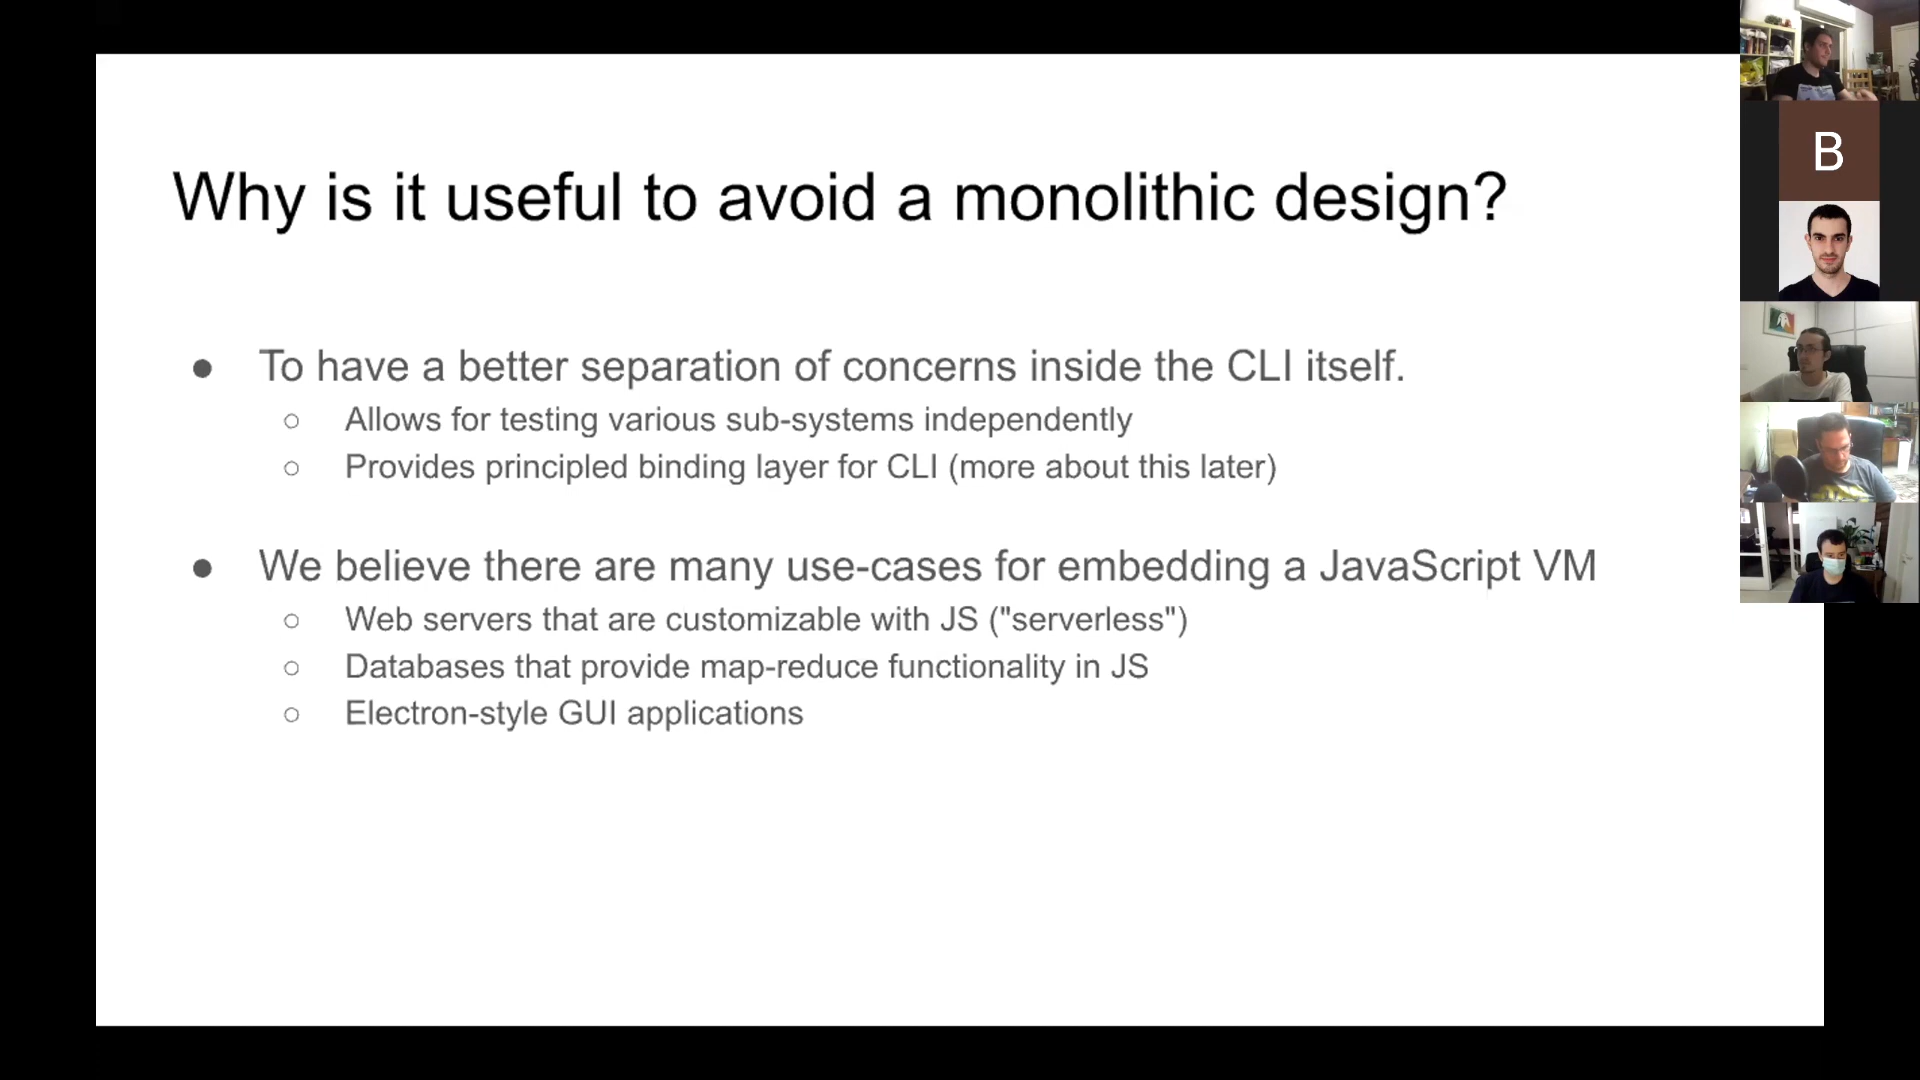 Why is it useful to avoid a monolithic design?
● To have a better separation of concerns inside the CLI itself.
○ Allows for testing various sub-systems independently
○ Provides principled binding layer for CLI (more about this later)
● We believe there are many use-cases for embedding a JavaScript VM
○ Web servers that are customizable with JS ("serverless")
○ Databases that provide map-reduce functionality in JS
○ Electron-style GUI applications
B